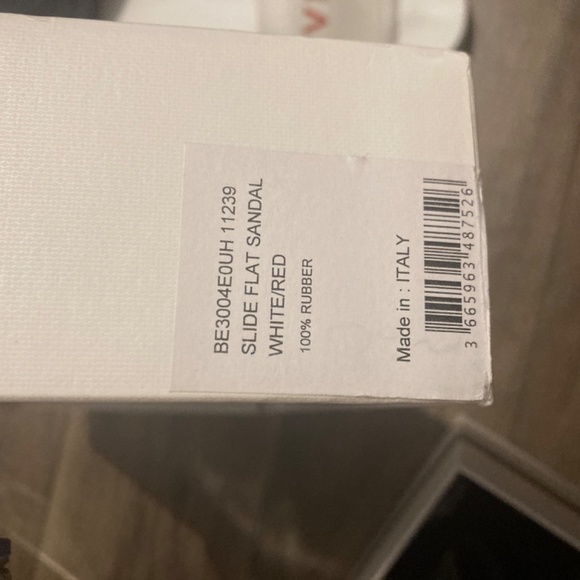 BE3004E0UH 11239
SLIDE FLAT SANDAL
WHITE/RED
100% RUBBER
Made in : ITALY
3 665963 487526